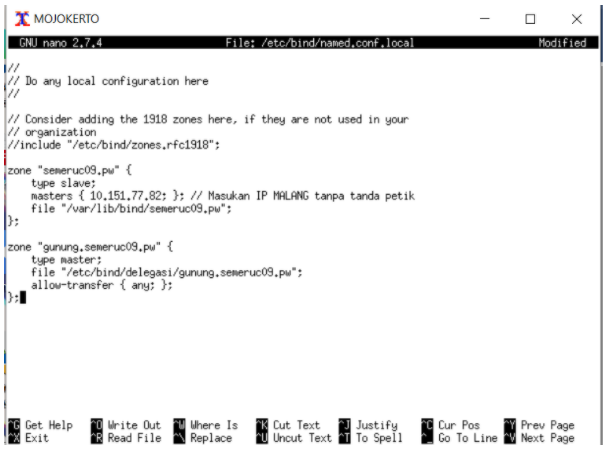 MOJOKERTO
GNU nano 2.7.4 File: /etc/bind/named.conf.local Modified
//
// Do any local configuration here
//
// Consider adding the 1918 zones here, if they are not used in your
// organization
//include "/etc/bind/zones.rfc1918";
zone "semeruc09.pw" {
    type slave;
    masters { 10.151.77.82; }; // Masukan IP MALANG tanpa tanda petik
    file "/var/lib/bind/semeruc09.pw";
};
zone "gunung.semeruc09.pw" {
    type master;
    file "/etc/bind/delegasi/gunung.semeruc09.pw";
    allow-transfer { any; };
};
^G Get Help ^O Write Out ^W Where Is ^K Cut Text ^J Justify ^C Cur Pos ^Y Prev Page
^X Exit ^R Read File ^\ Replace ^U Uncut Text ^T To Spell ^_ Go To Line ^V Next Page